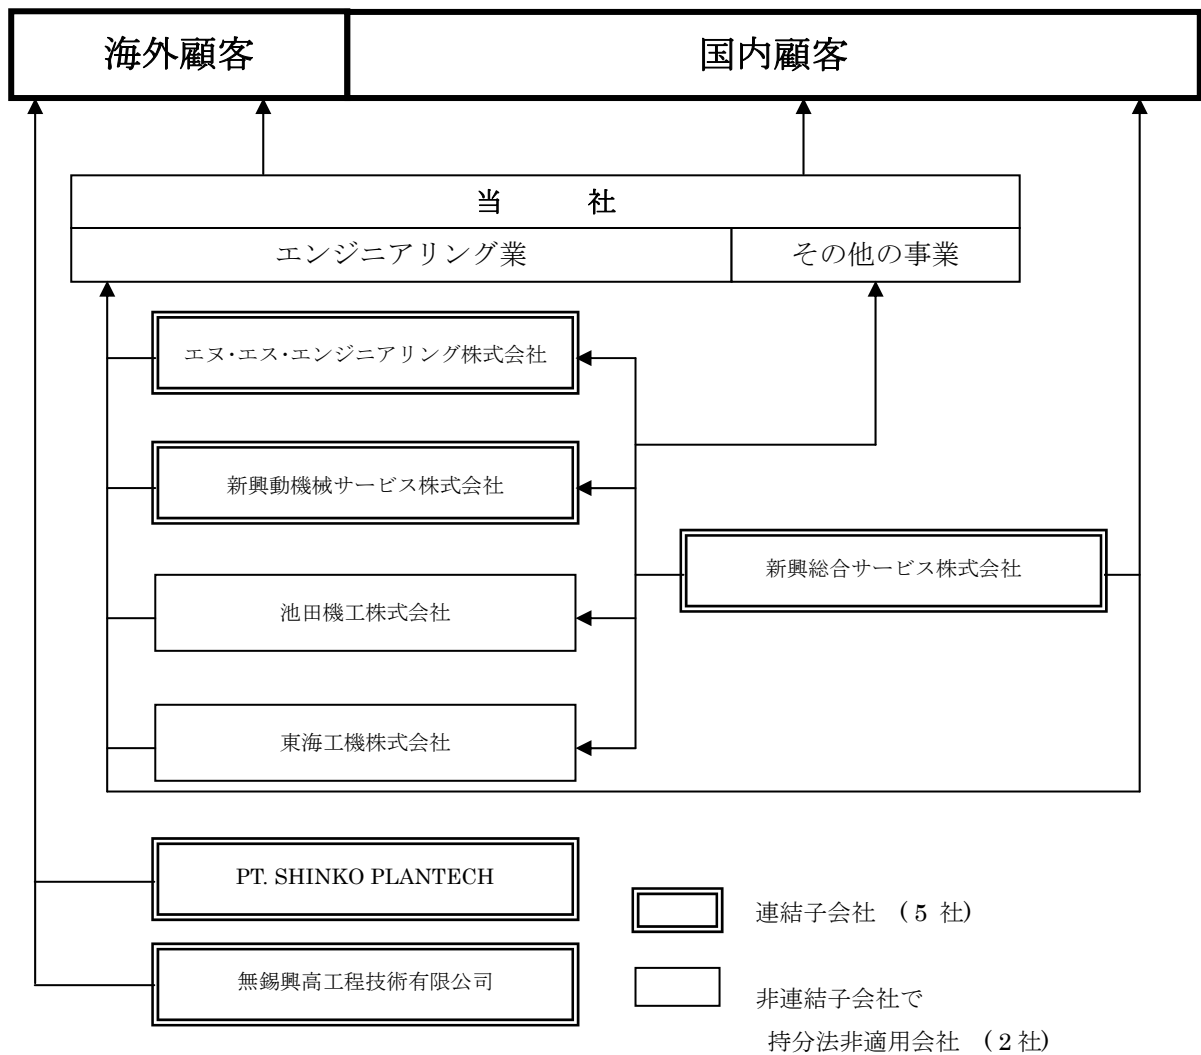 海外顧客
国内顧客
当 社
エンジニアリング業
その他の事業
エヌ・エス・エンジニアリング株式会社
新興動機械サービス株式会社
新興総合サービス株式会社
池田機工株式会社
東海工機株式会社
PT. SHINKO PLANTECH
無錫興高工程技術有限公司
連結子会社 (5 社)
非連結子会社で
持分法非適用会社 (2 社)